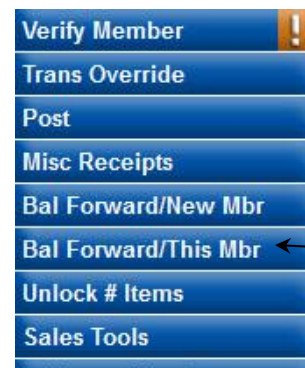 Verify Member !
Trans Override
Post
Misc Receipts
Bal Forward/New Mbr
Bal Forward/This Mbr
Unlock # Items
Sales Tools